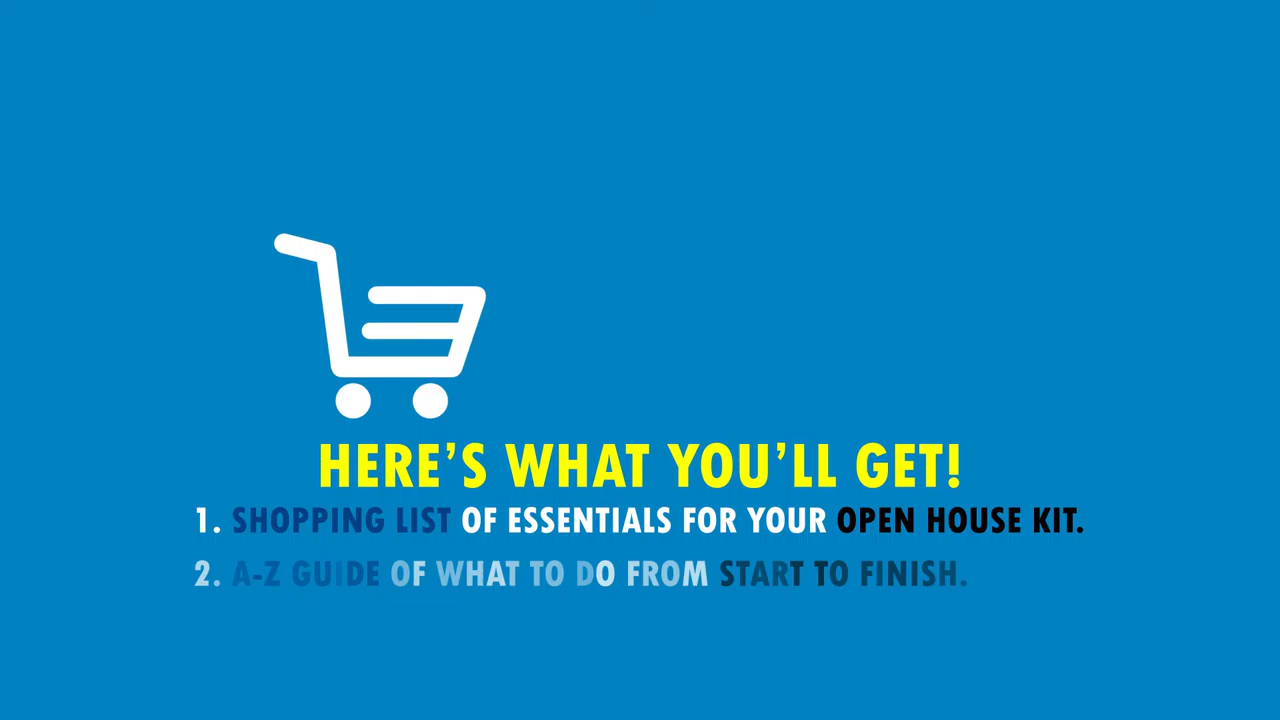 HERE'S WHAT YOU'LL GET!
1. SHOPPING LIST OF ESSENTIALS FOR YOUR OPEN HOUSE KIT.
2. A-Z GUIDE OF WHAT TO DO FROM START TO FINISH.